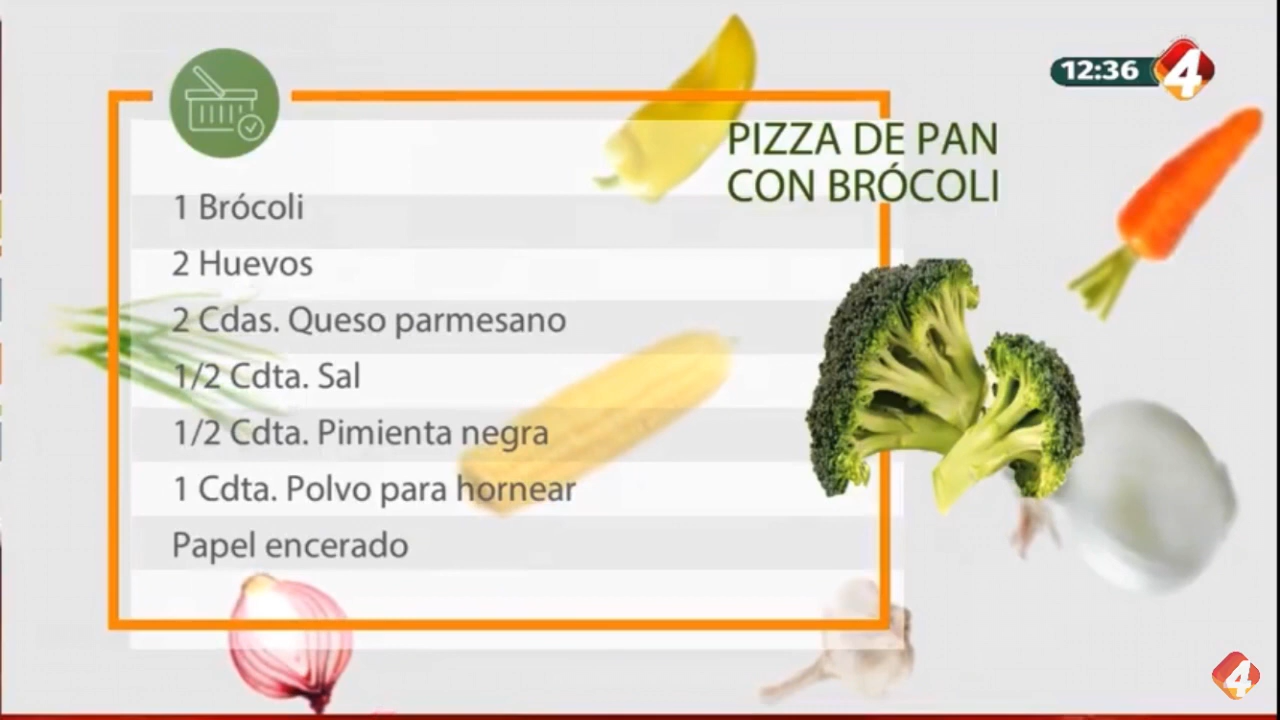 12:36
4
PIZZA DE PAN
CON BRÓCOLI
1 Brócoli
2 Huevos
2 Cdas. Queso parmesano
1/2 Cdta. Sal
1/2 Cdta. Pimienta negra
1 Cdta. Polvo para hornear
Papel encerado
4